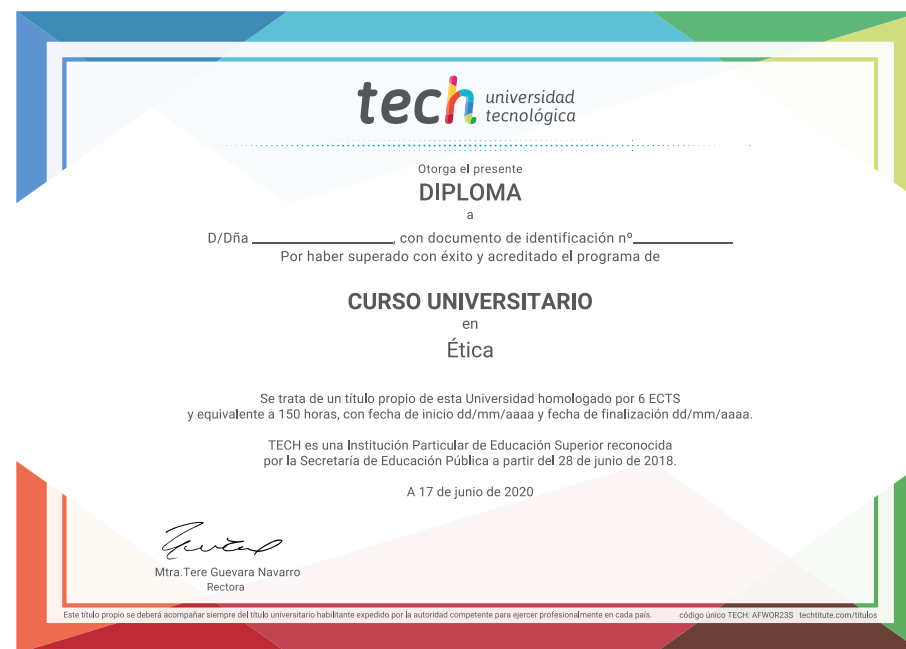 tech universidad
tecnológica
Otorga el presente
DIPLOMA
a
D/Dña ____________________, con documento de identificación nº______________
Por haber superado con éxito y acreditado el programa de
CURSO UNIVERSITARIO
en
Ética
Se trata de un título propio de esta Universidad homologado por 6 ECTS
y equivalente a 150 horas, con fecha de inicio dd/mm/aaaa y fecha de finalización dd/mm/aaaa.
TECH es una Institución Particular de Educación Superior reconocida
por la Secretaría de Educación Pública a partir del 28 de junio de 2018.
A 17 de junio de 2020
Mtra.Tere Guevara Navarro
Rectora
Este título propio se deberá acompañar siempre del título universitario habilitante expedido por la autoridad competente para ejercer profesionalmente en cada país. código único TECH: AFWOR23S techtitute.com/titulos